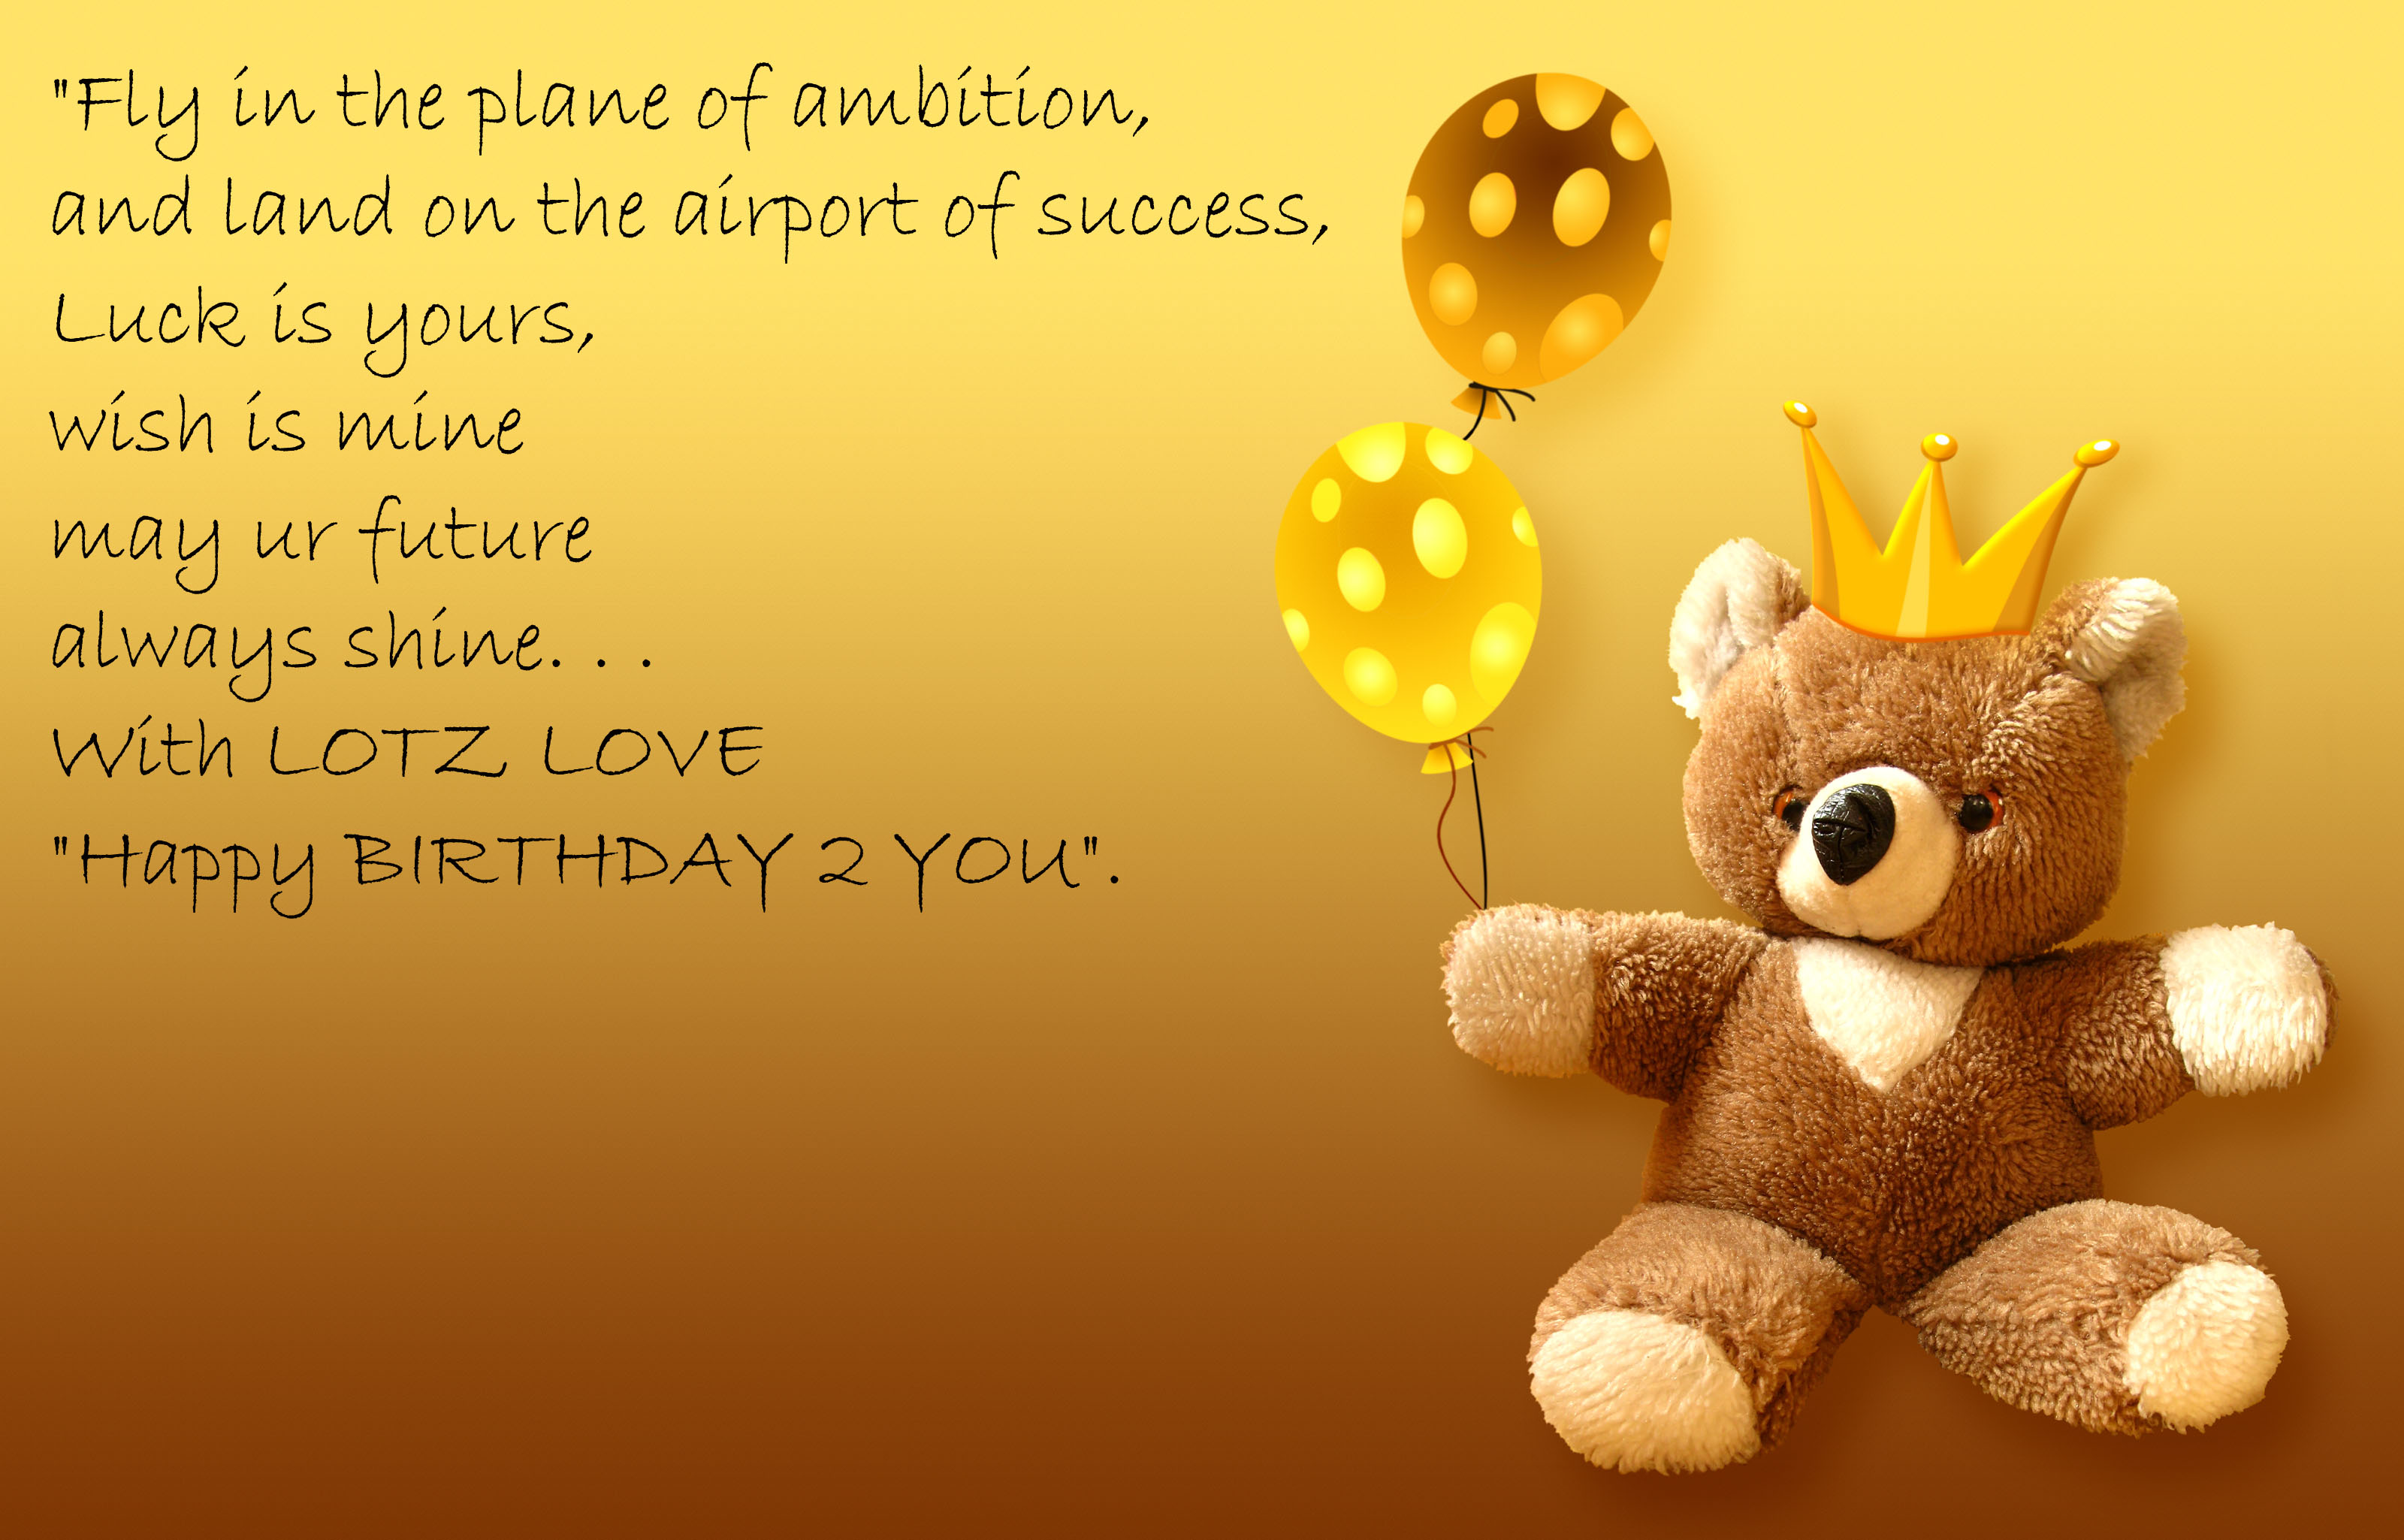 "Fly in the plane of ambition,
and land on the airport of success,
Luck is yours,
wish is mine
may ur future
always shine. . .
With LOTZ LOVE
"Happy BIRTHDAY 2 YOU".